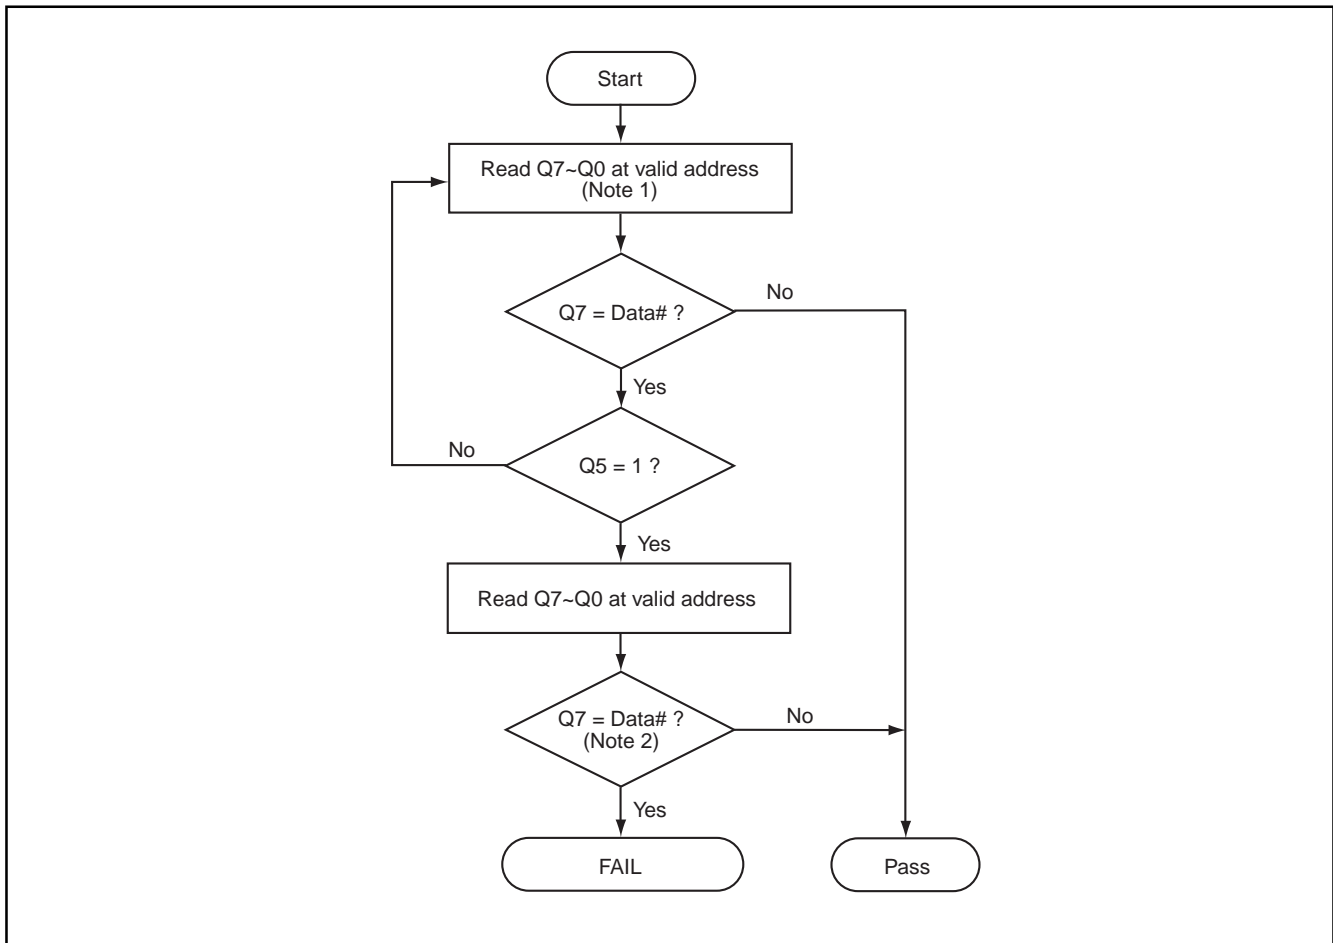 Start
Read Q7~Q0 at valid address
(Note 1)
Q7 = Data# ?
No
Yes
No
Q5 = 1 ?
Yes
Read Q7~Q0 at valid address
Q7 = Data# ?
(Note 2)
No
Yes
FAIL
Pass